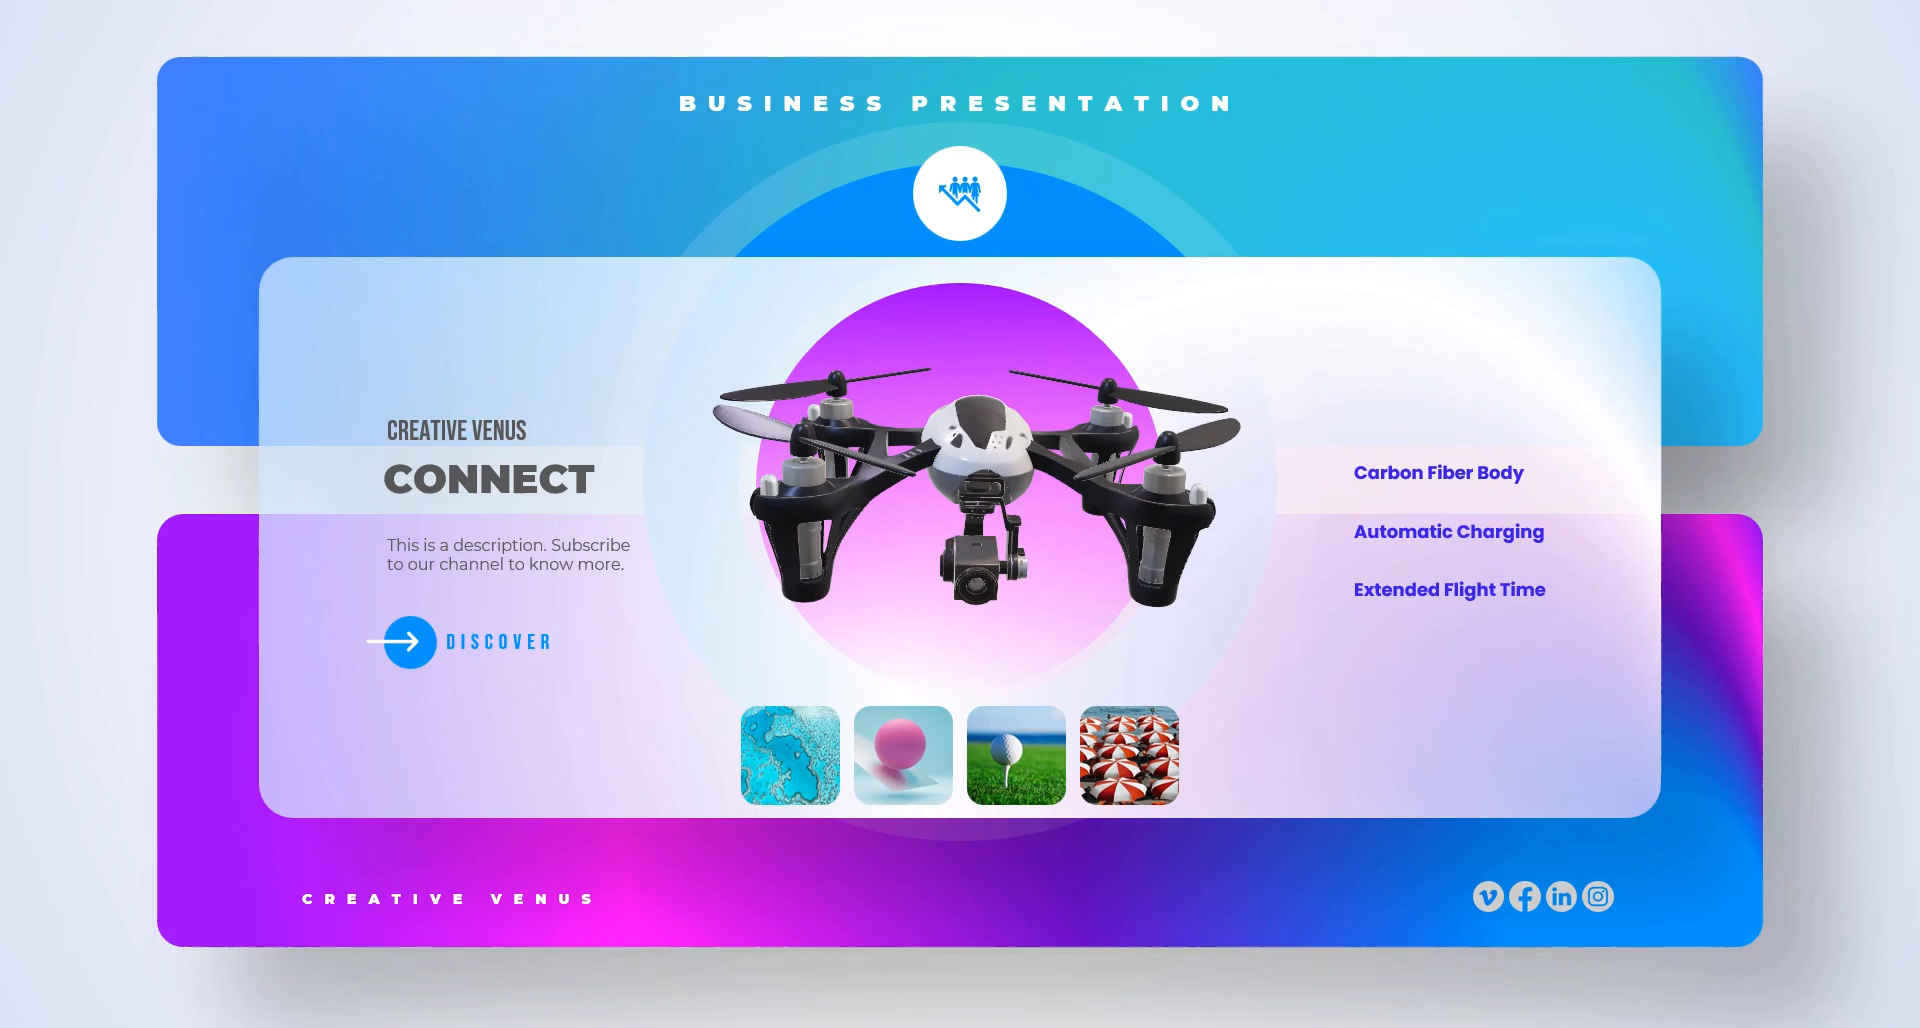 BUSINESS PRESENTATION
CREATIVE VENUS
CONNECT
This is a description. Subscribe
to our channel to know more.
DISCOVER
Carbon Fiber Body
Automatic Charging
Extended Flight Time
CREATIVE VENUS